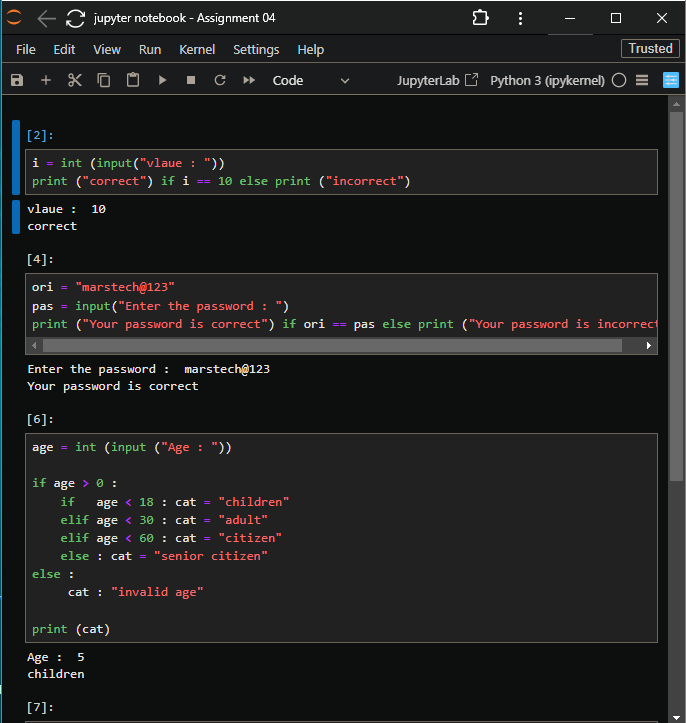 jupyter notebook - Assignment 04
File Edit View Run Kernel Settings Help Trusted
Code JupyterLab Python 3 (ipykernel)
[2]:
i = int (input("vlaue : "))
print ("correct") if i == 10 else print ("incorrect")
vlaue :  10
correct
[4]:
ori = "marstech@123"
pas = input("Enter the password : ")
print ("Your password is correct") if ori == pas else print ("Your password is incorrect
Enter the password :  marstech@123
Your password is correct
[6]:
age = int (input ("Age : "))
if age > 0 :
    if   age < 18 : cat = "children"
    elif age < 30 : cat = "adult"
    elif age < 60 : cat = "citizen"
    else : cat = "senior citizen"
else :
     cat : "invalid age"
print (cat)
Age :  5
children
[7]: